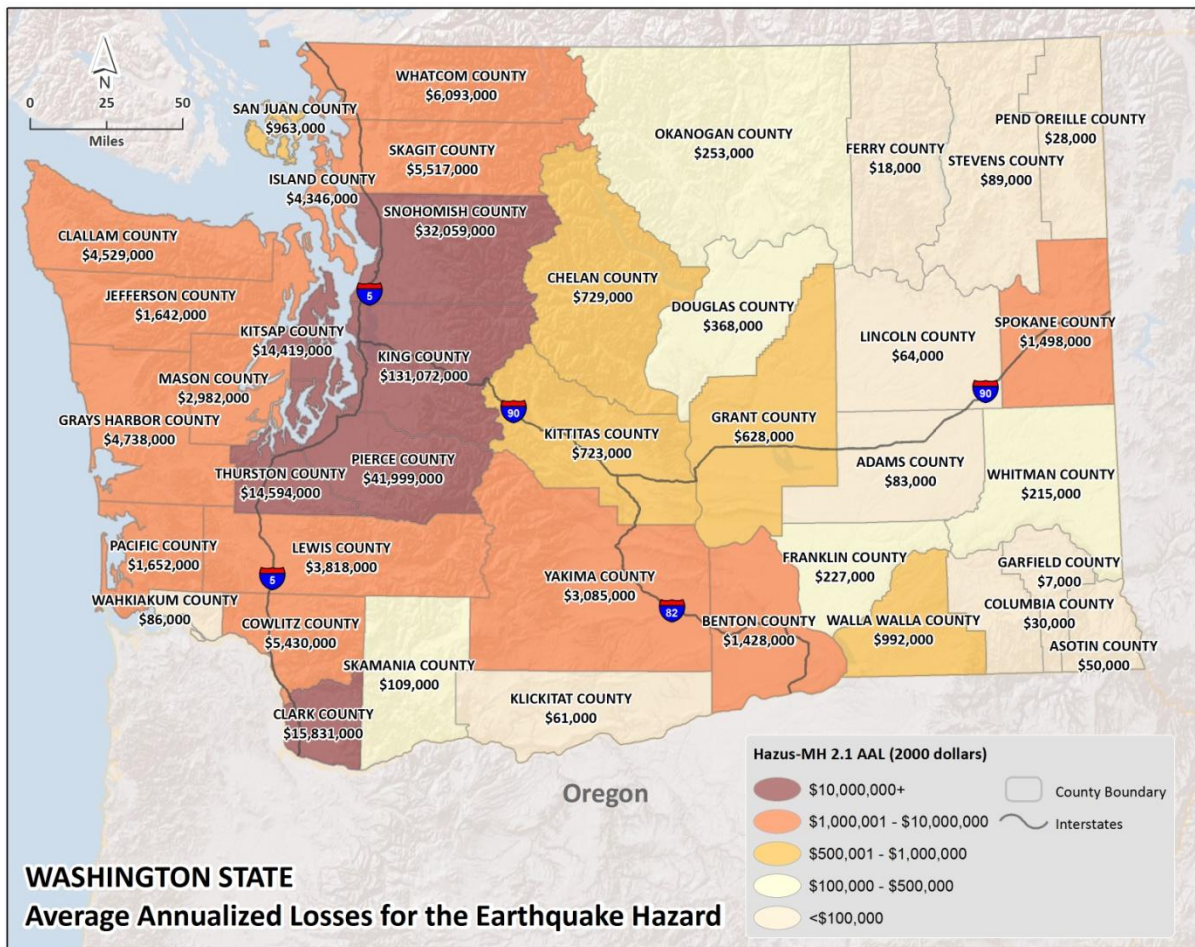 N
0 25 50
Miles
WHATCOM COUNTY
$6,093,000
SAN JUAN COUNTY
$963,000
SKAGIT COUNTY
$5,517,000
ISLAND COUNTY
$4,346,000
SNOHOMISH COUNTY
$32,059,000
CLALLAM COUNTY
$4,529,000
JEFFERSON COUNTY
$1,642,000
KITSAP COUNTY
$14,419,000
MASON COUNTY
$2,982,000
GRAYS HARBOR COUNTY
$4,738,000
KING COUNTY
$131,072,000
THURSTON COUNTY
$14,594,000
PIERCE COUNTY
$41,999,000
PACIFIC COUNTY
$1,652,000
LEWIS COUNTY
$3,818,000
WAHKIAKUM COUNTY
$86,000
COWLITZ COUNTY
$5,430,000
SKAMANIA COUNTY
$109,000
CLARK COUNTY
$15,831,000
OKANOGAN COUNTY
$253,000
FERRY COUNTY
$18,000
PEND OREILLE COUNTY
$28,000
STEVENS COUNTY
$89,000
CHELAN COUNTY
$729,000
DOUGLAS COUNTY
$368,000
LINCOLN COUNTY
$64,000
SPOKANE COUNTY
$1,498,000
KITTITAS COUNTY
$723,000
GRANT COUNTY
$628,000
ADAMS COUNTY
$83,000
WHITMAN COUNTY
$215,000
YAKIMA COUNTY
$3,085,000
BENTON COUNTY
$1,428,000
FRANKLIN COUNTY
$227,000
WALLA WALLA COUNTY
$992,000
GARFIELD COUNTY
$7,000
COLUMBIA COUNTY
$30,000
ASOTIN COUNTY
$50,000
KLICKITAT COUNTY
$61,000
5
90
90
5
82
Oregon
Hazus-MH 2.1 AAL (2000 dollars)
$10,000,000+
$1,000,001 - $10,000,000
$500,001 - $1,000,000
$100,000 - $500,000
<$100,000
County Boundary
Interstates
WASHINGTON STATE
Average Annualized Losses for the Earthquake Hazard